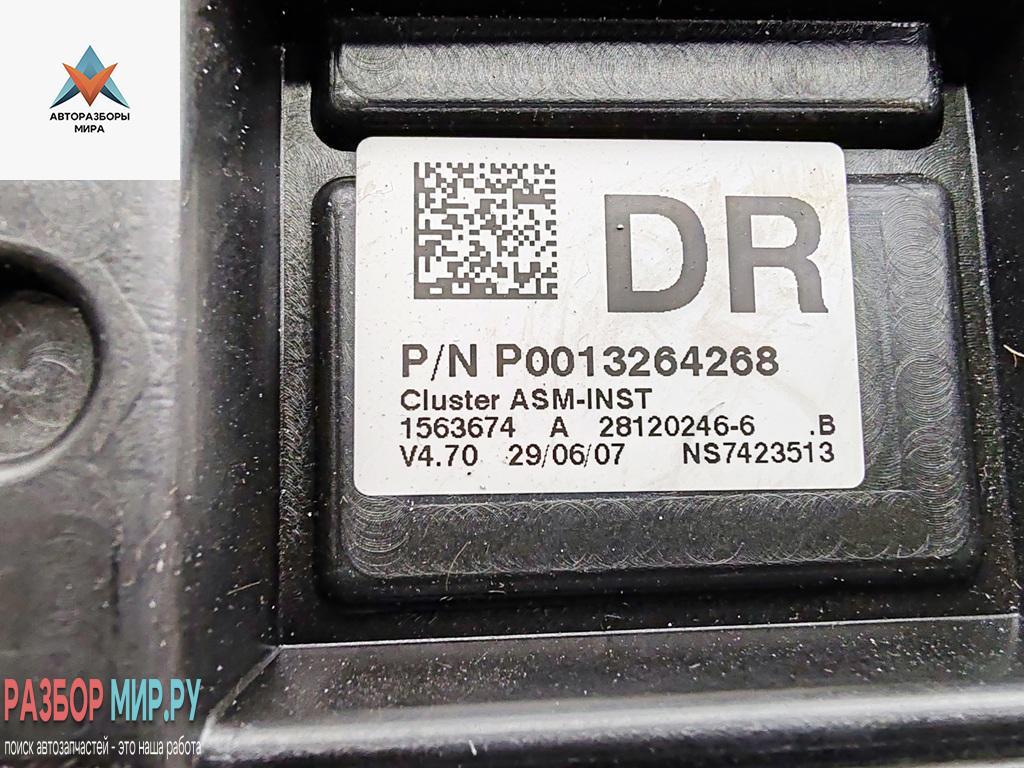 АВТОРАЗБОРЫ
МИРА
DR
P/N P0013264268
Cluster ASM-INST
1563674 A 28120246-6 .B
V4.70 29/06/07 NS7423513
РАЗБОР МИР.РУ
поиск автозапчастей - это наша работа